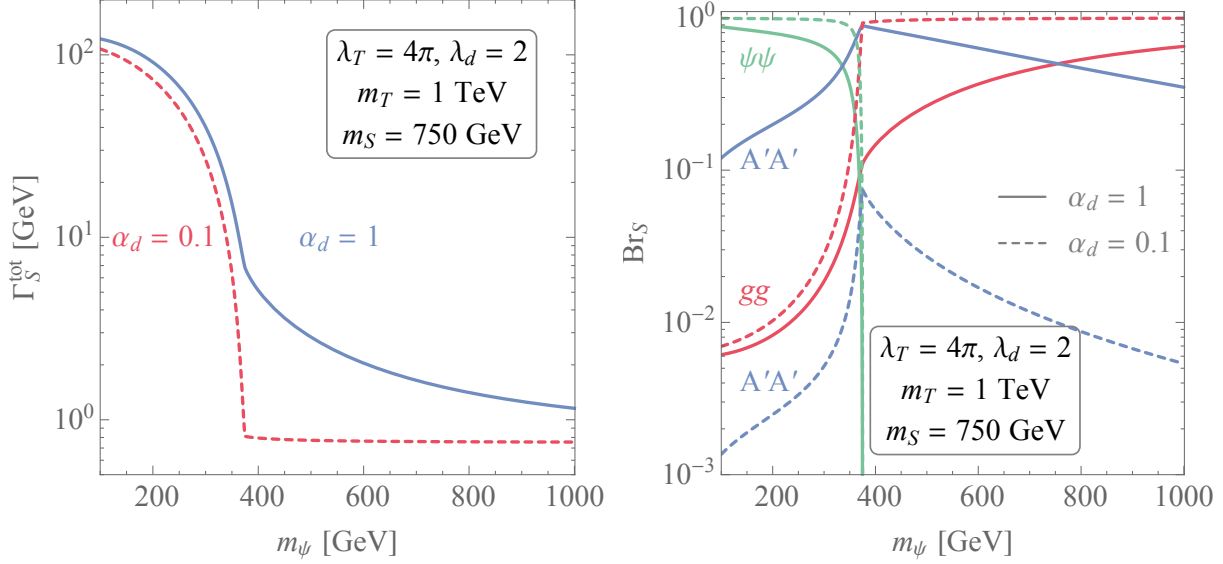 Γ_S^tot [GeV]
10^2
10^1
10^0
λ_T = 4π, λ_d = 2
m_T = 1 TeV
m_S = 750 GeV
α_d = 0.1
α_d = 1
200
400
600
800
1000
m_ψ [GeV]
Br_S
10^0
10^-1
10^-2
10^-3
ψψ
A′A′
gg
A′A′
α_d = 1
α_d = 0.1
λ_T = 4π, λ_d = 2
m_T = 1 TeV
m_S = 750 GeV
200
400
600
800
1000
m_ψ [GeV]